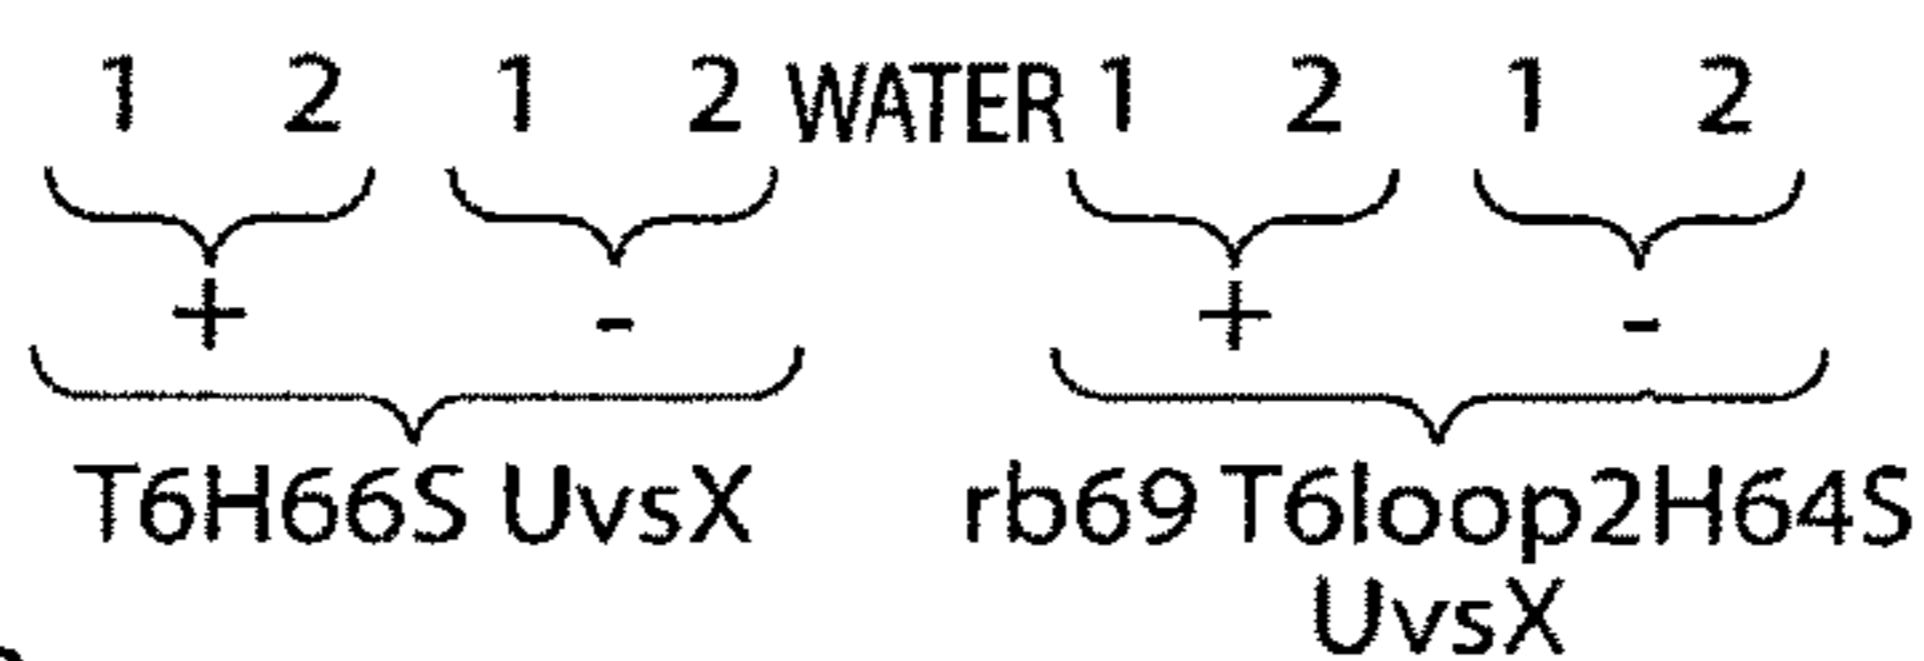 1 2 1 2 WATER 1 2 1 2
+ - + -
T6H66S UvsX rb69 T6loop2H64S
UvsX